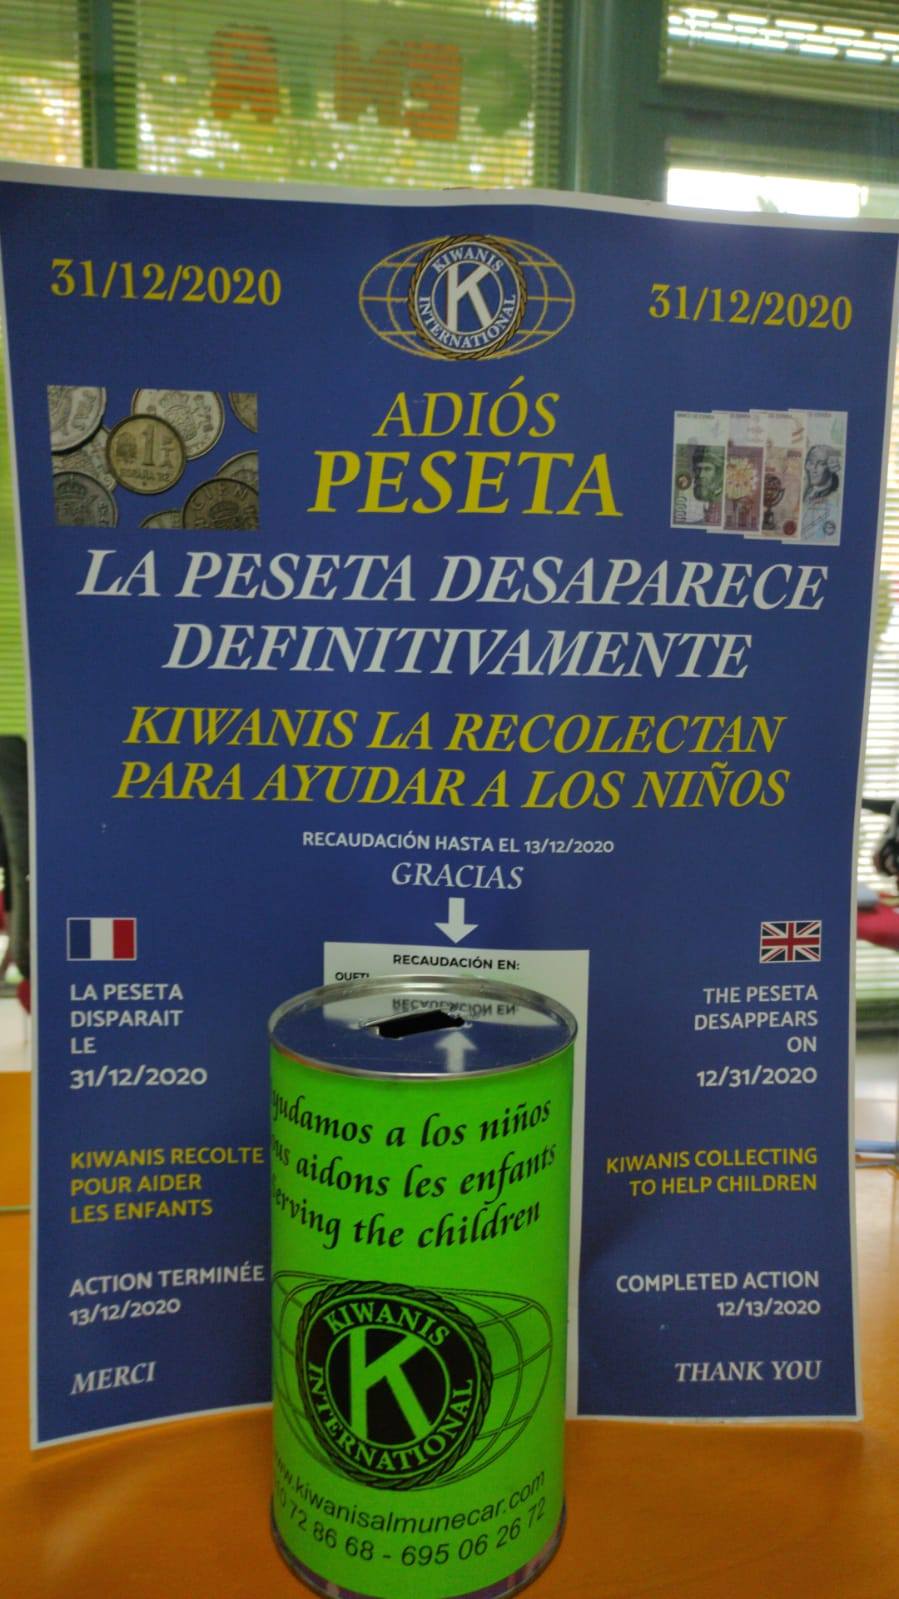 31/12/2020
KIWANIS
K
INTERNATIONAL
31/12/2020
ADIÓS
PESETA
LA PESETA DESAPARECE
DEFINITIVAMENTE
KIWANIS LA RECOLECTAN
PARA AYUDAR A LOS NIÑOS
RECAUDACIÓN HASTA EL 13/12/2020
GRACIAS
RECAUDACIÓN EN:
LA PESETA
DISPARAIT
LE
31/12/2020
KIWANIS RECOLTE
POUR AIDER
LES ENFANTS
ACTION TERMINÉE
13/12/2020
MERCI
THE PESETA
DESAPPEARS
ON
12/31/2020
KIWANIS COLLECTING
TO HELP CHILDREN
COMPLETED ACTION
12/13/2020
THANK YOU
yudamos a los niños
us aidons les enfants
erving the children
KIWANIS
K
INTERNATIONAL
www.kiwanisalmunecar.com
72 86 68 - 695 06 26 72